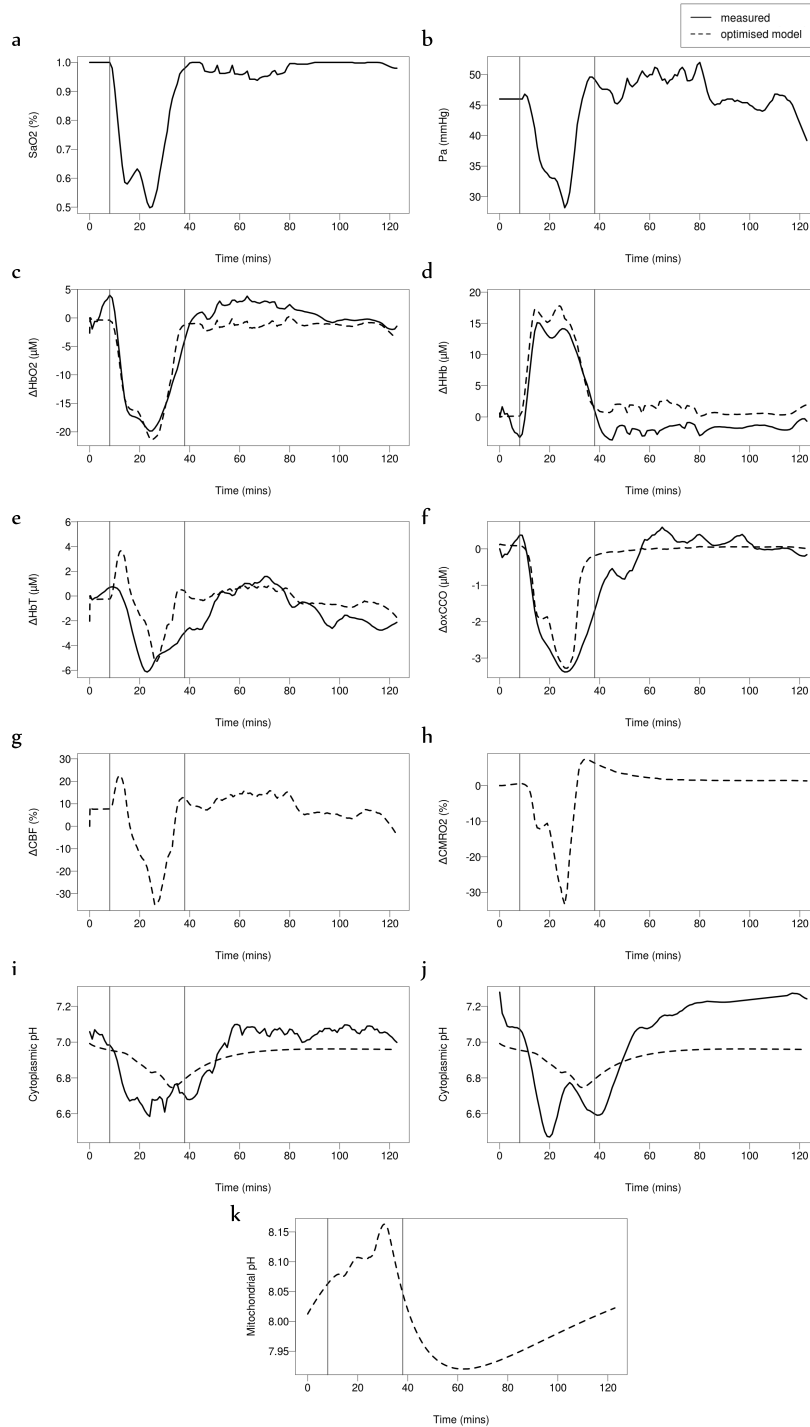 measured
optimised model
a
SaO2 (%)
1.0
0.9
0.8
0.7
0.6
0.5
0 20 40 60 80 100 120
Time (mins)
b
Pa (mmHg)
50
45
40
35
30
0 20 40 60 80 100 120
Time (mins)
c
ΔHbO2 (µM)
5
0
-5
-10
-15
-20
0 20 40 60 80 100 120
Time (mins)
d
ΔHHb (µM)
20
15
10
5
0
0 20 40 60 80 100 120
Time (mins)
e
ΔHbT (µM)
6
4
2
0
-2
-4
-6
0 20 40 60 80 100 120
Time (mins)
f
ΔoxCCO (µM)
0
-1
-2
-3
0 20 40 60 80 100 120
Time (mins)
g
ΔCBF (%)
30
20
10
0
-10
-20
-30
0 20 40 60 80 100 120
Time (mins)
h
ΔCMRO2 (%)
0
-10
-20
-30
0 20 40 60 80 100 120
Time (mins)
i
Cytoplasmic pH
7.2
7.0
6.8
6.6
0 20 40 60 80 100 120
Time (mins)
j
Cytoplasmic pH
7.2
7.0
6.8
6.6
0 20 40 60 80 100 120
Time (mins)
k
Mitochondrial pH
8.15
8.10
8.05
8.00
7.95
0 20 40 60 80 100 120
Time (mins)